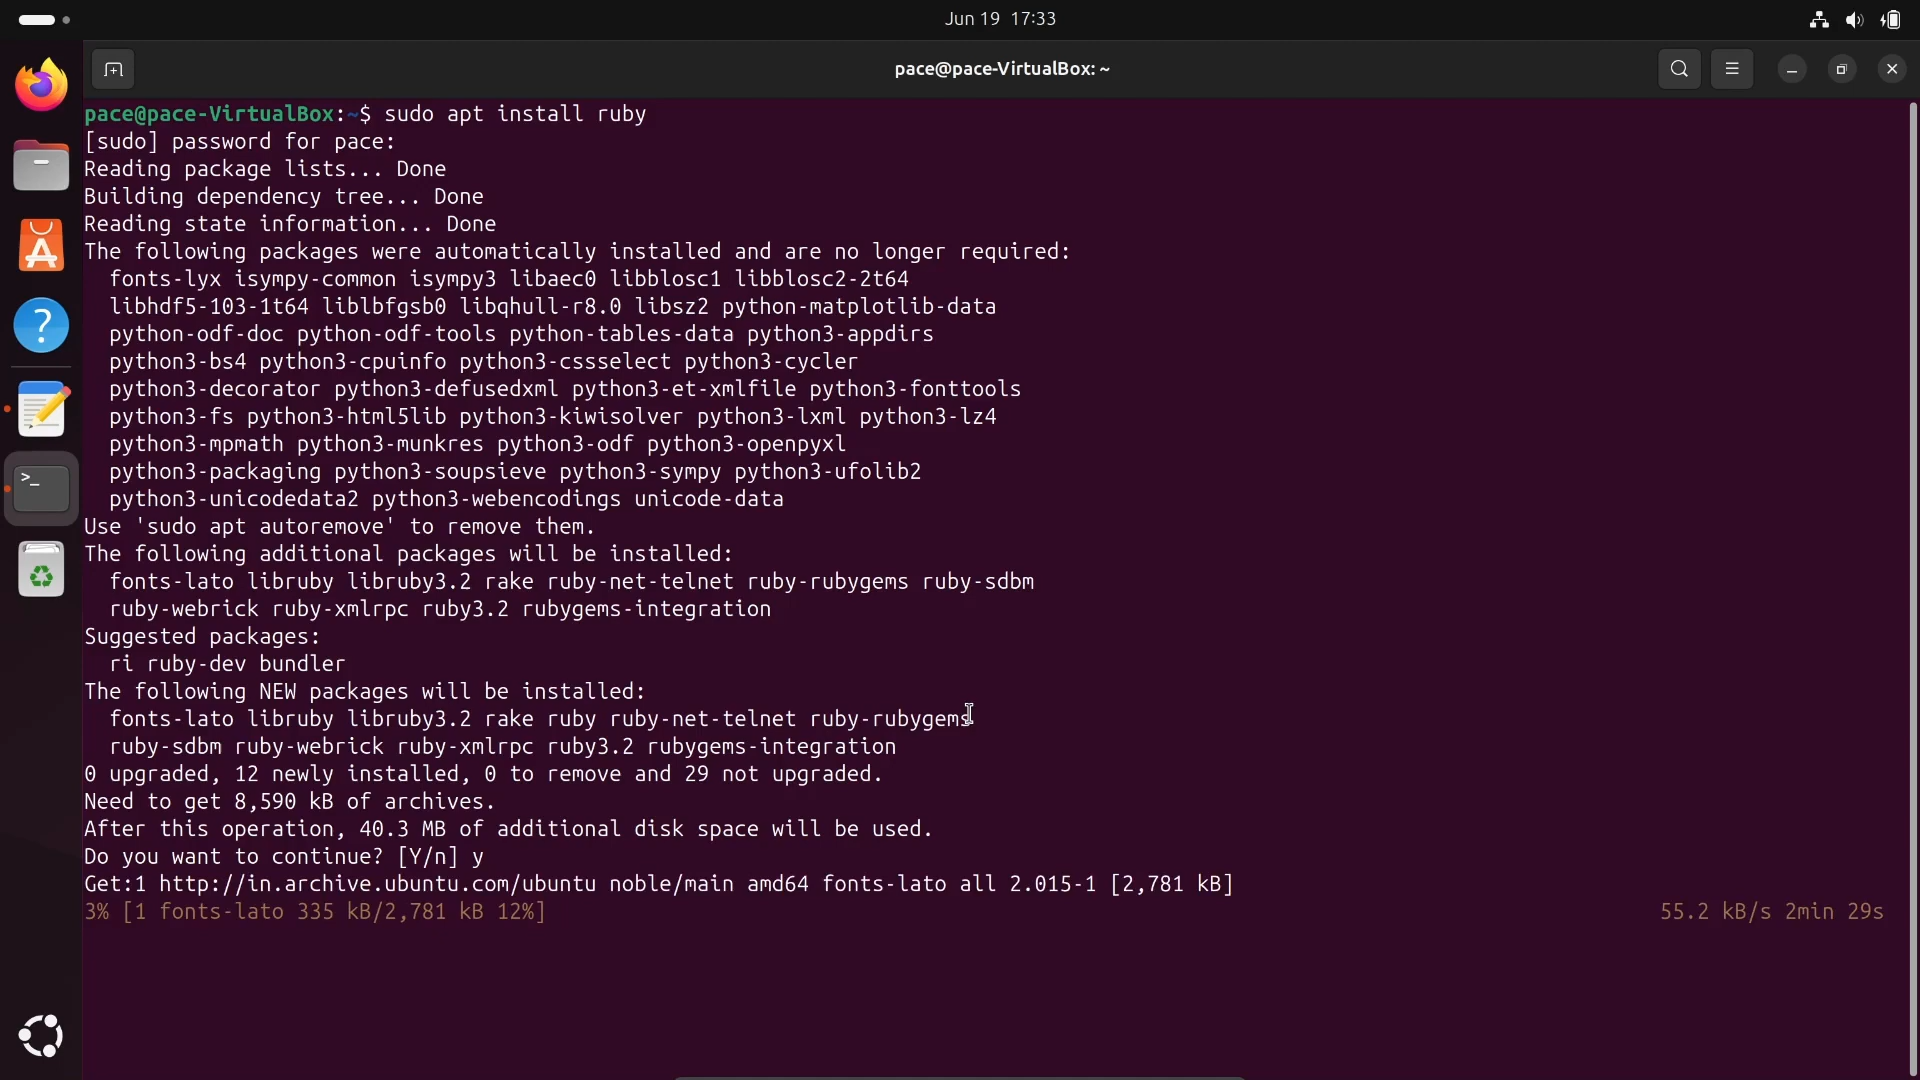 Jun 19 17:33
pace@pace-VirtualBox: ~
pace@pace-VirtualBox:~$ sudo apt install ruby
[sudo] password for pace:
Reading package lists... Done
Building dependency tree... Done
Reading state information... Done
The following packages were automatically installed and are no longer required:
  fonts-lyx isympy-common isympy3 libaec0 libblosc1 libblosc2-2t64
  libhdf5-103-1t64 liblbfgsb0 libqhull-r8.0 libsz2 python-matplotlib-data
  python-odf-doc python-odf-tools python-tables-data python3-appdirs
  python3-bs4 python3-cpuinfo python3-cssselect python3-cycler
  python3-decorator python3-defusedxml python3-et-xmlfile python3-fonttools
  python3-fs python3-html5lib python3-kiwisolver python3-lxml python3-lz4
  python3-mpmath python3-munkres python3-odf python3-openpyxl
  python3-packaging python3-soupsieve python3-sympy python3-ufolib2
  python3-unicodedata2 python3-webencodings unicode-data
Use 'sudo apt autoremove' to remove them.
The following additional packages will be installed:
  fonts-lato libruby libruby3.2 rake ruby-net-telnet ruby-rubygems ruby-sdbm
  ruby-webrick ruby-xmlrpc ruby3.2 rubygems-integration
Suggested packages:
  ri ruby-dev bundler
The following NEW packages will be installed:
  fonts-lato libruby libruby3.2 rake ruby ruby-net-telnet ruby-rubygems
  ruby-sdbm ruby-webrick ruby-xmlrpc ruby3.2 rubygems-integration
0 upgraded, 12 newly installed, 0 to remove and 29 not upgraded.
Need to get 8,590 kB of archives.
After this operation, 40.3 MB of additional disk space will be used.
Do you want to continue? [Y/n] y
Get:1 http://in.archive.ubuntu.com/ubuntu noble/main amd64 fonts-lato all 2.015-1 [2,781 kB]
3% [1 fonts-lato 335 kB/2,781 kB 12%] 55.2 kB/s 2min 29s